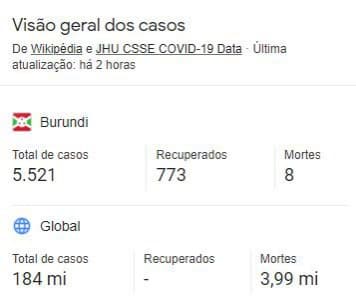 Visão geral dos casos
De Wikipédia e JHU CSSE COVID-19 Data · Última
atualização: há 2 horas
Burundi
Total de casos Recuperados Mortes
5.521 773 8
Global
Total de casos Recuperados Mortes
184 mi - 3,99 mi